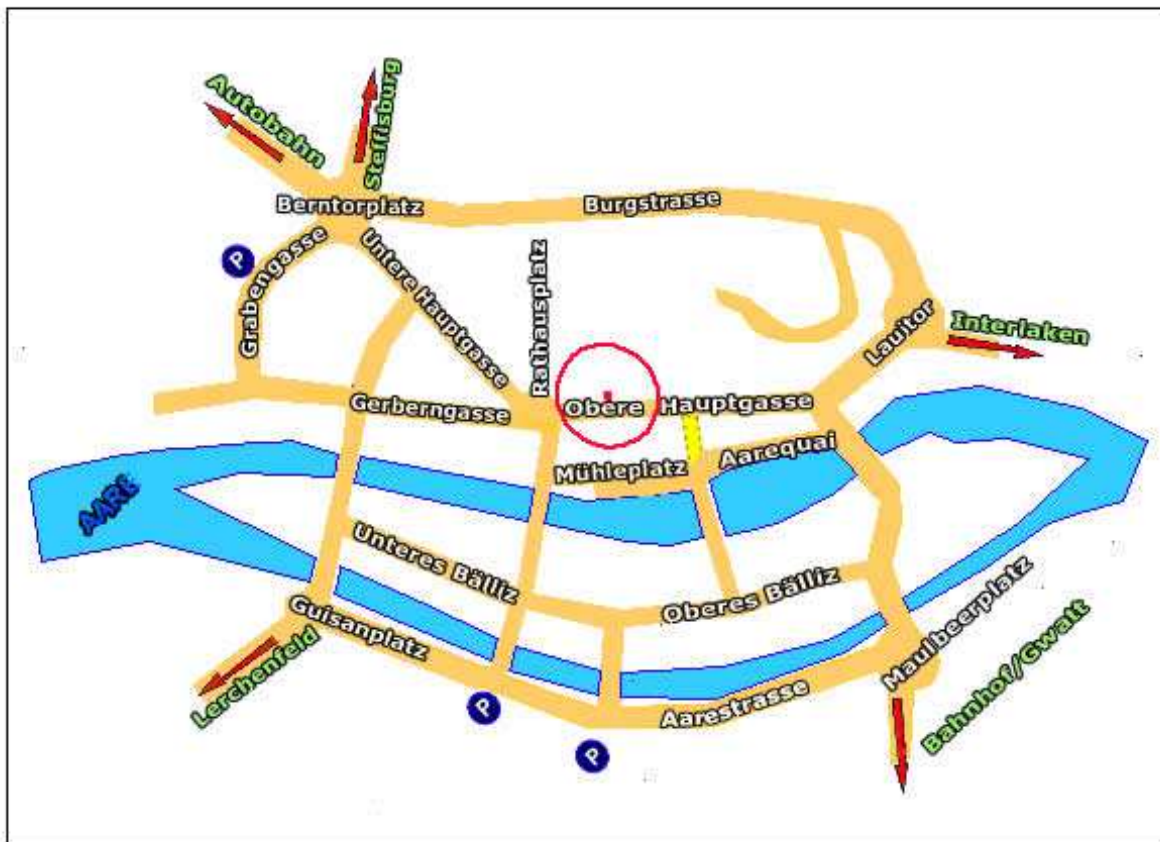 Autobahn
Steffisburg
Berntorplatz
Burgstrasse
P
Grabengasse
Untere Hauptgasse
Rathausplatz
Lauitor
Interlaken
Gerberngasse
Obere Hauptgasse
Mühleplatz
Aarequai
AARE
Unteres Bälliz
Oberes Bälliz
Guisanplatz
Lerchenfeld
Maulbeerplatz
Bahnhof/Gwatt
P
Aarestrasse
P